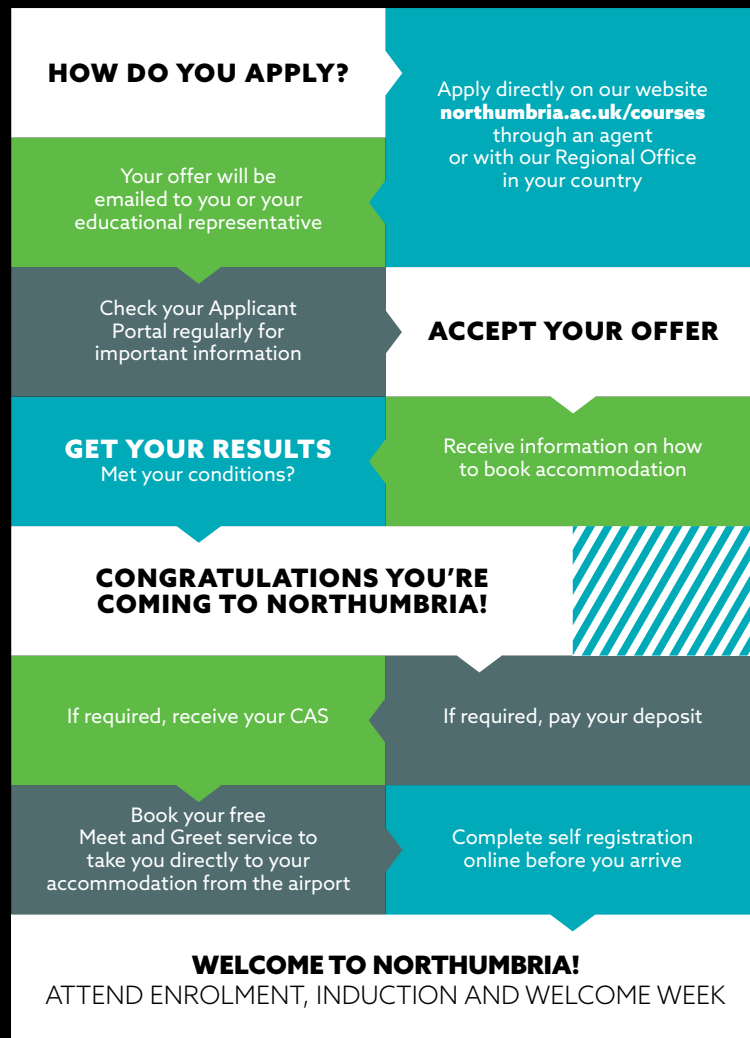 HOW DO YOU APPLY?
Apply directly on our website
northumbria.ac.uk/courses
through an agent
or with our Regional Office
in your country
Your offer will be
emailed to you or your
educational representative
Check your Applicant
Portal regularly for
important information
ACCEPT YOUR OFFER
Receive information on how
to book accommodation
GET YOUR RESULTS
Met your conditions?
CONGRATULATIONS YOU’RE
COMING TO NORTHUMBRIA!
If required, pay your deposit
If required, receive your CAS
Book your free
Meet and Greet service to
take you directly to your
accommodation from the airport
Complete self registration
online before you arrive
WELCOME TO NORTHUMBRIA!
ATTEND ENROLMENT, INDUCTION AND WELCOME WEEK